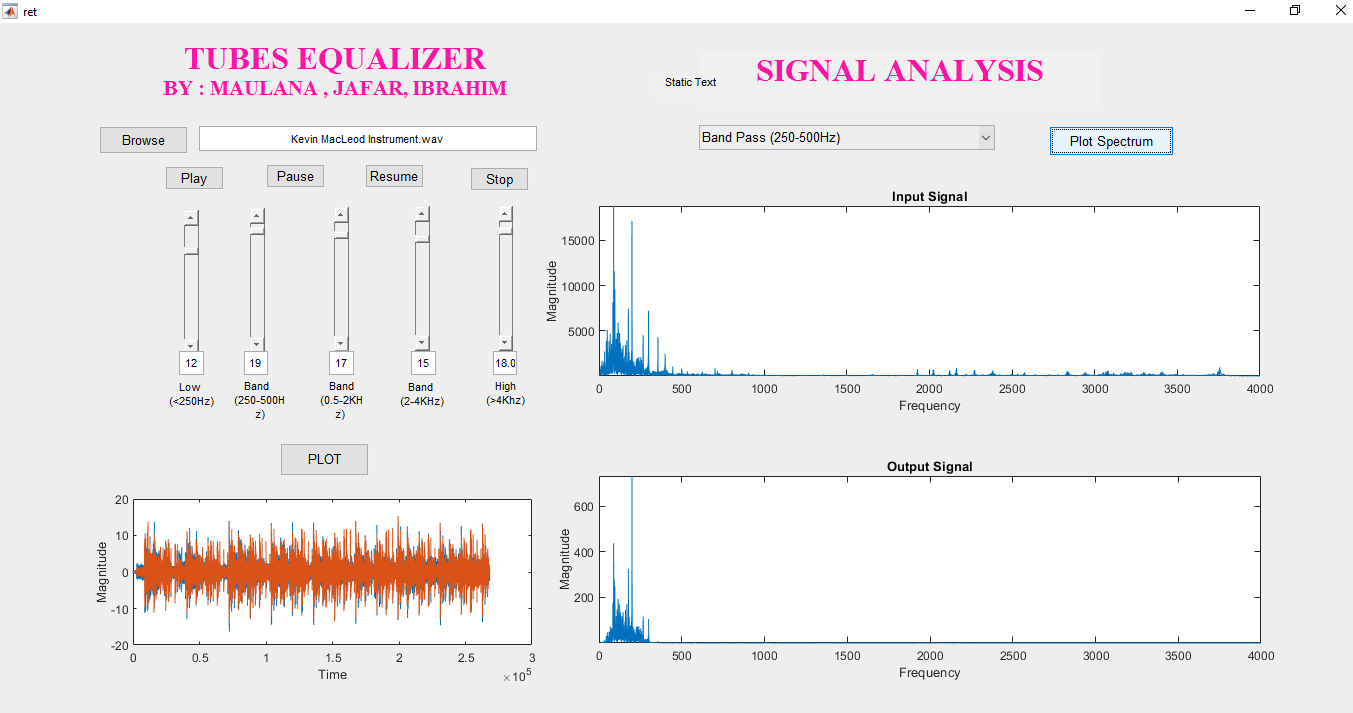 ret
TUBES EQUALIZER
BY : MAULANA , JAFAR, IBRAHIM
Static Text
SIGNAL ANALYSIS
Browse
Kevin MacLeod Instrument.wav
Band Pass (250-500Hz)
Plot Spectrum
Play
Pause
Resume
Stop
12
19
17
15
18.0
Low
(<250Hz)
Band
(250-500H
z)
Band
(0.5-2KH
z)
Band
(2-4KHz)
High
(>4Khz)
PLOT
20
10
0
-10
-20
Magnitude
0 0.5 1 1.5 2 2.5 3
Time
×10^5
Input Signal
15000
10000
5000
Magnitude
0 500 1000 1500 2000 2500 3000 3500 4000
Frequency
Output Signal
600
400
200
Magnitude
0 500 1000 1500 2000 2500 3000 3500 4000
Frequency